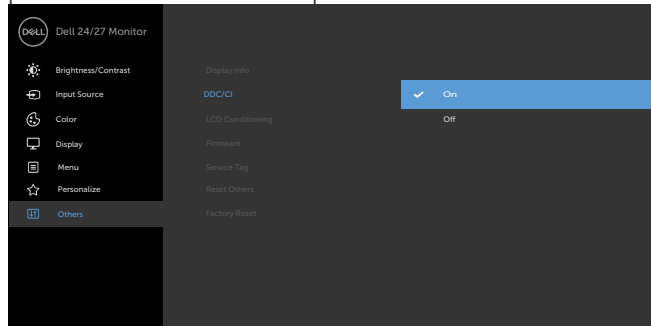 DELL Dell 24/27 Monitor
Brightness/Contrast
Display Info
Input Source
DDC/CI
On
Color
LCD Conditioning
Off
Display
Firmware
Menu
Service Tag
Personalize
Reset Others
Others
Factory Reset